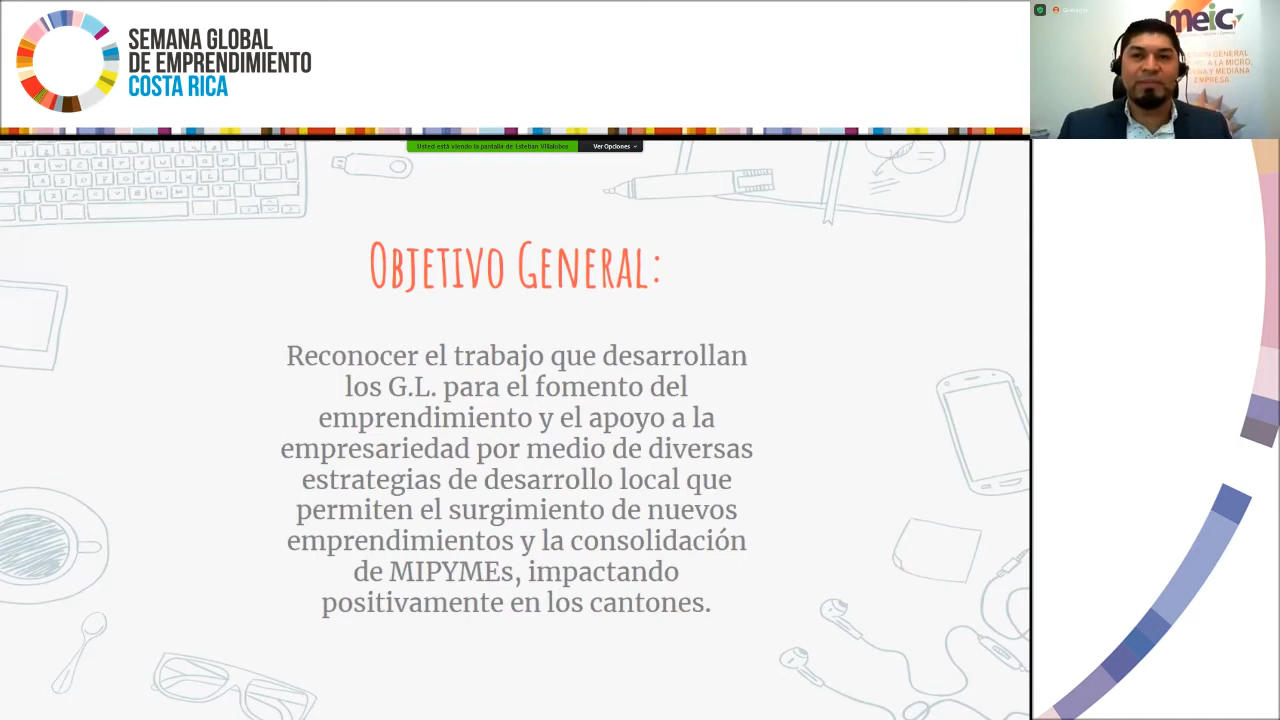 SEMANA GLOBAL
DE EMPRENDIMIENTO
COSTA RICA
meic
EMPRESA
Usted está viendo la pantalla de Esteban Villalobos
Ver Opciones
Objetivo General:
Reconocer el trabajo que desarrollan
los G.L. para el fomento del
emprendimiento y el apoyo a la
empresariedad por medio de diversas
estrategias de desarrollo local que
permiten el surgimiento de nuevos
emprendimientos y la consolidación
de MIPYMEs, impactando
positivamente en los cantones.